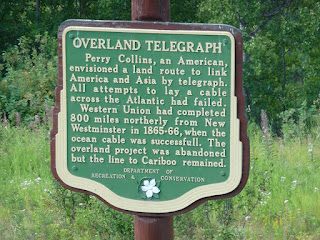 OVERLAND TELEGRAPH
Perry Collins, an American,
envisioned a land route to link
America and Asia by telegraph.
All attempts to lay a cable
across the Atlantic had failed.
Western Union had completed
800 miles northerly from New
Westminster in 1865-66, when the
ocean cable was successfull. The
overland project was abandoned
but the line to Cariboo remained.
DEPARTMENT OF
RECREATION & CONSERVATION